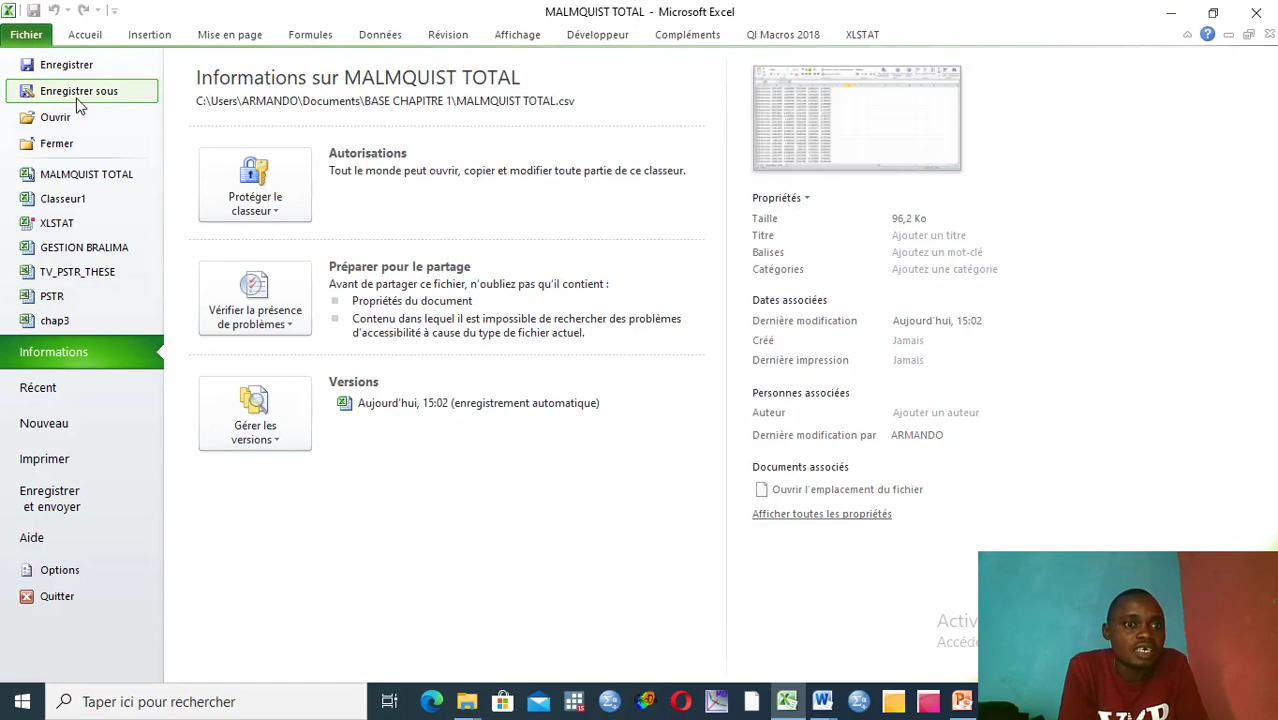 MALMQUIST TOTAL - Microsoft Excel
Fichier Accueil Insertion Mise en page Formules Données Révision Affichage Développeur Compléments QI Macros 2018 XLSTAT
Enregistrer
Enregistrer sous
Ouvrir
Fermer
MALMQUIST TOTAL
Classeur1
XLSTAT
GESTION BRALIMA
TV_PSTR_THESE
PSTR
chap3
Informations
Récent
Nouveau
Imprimer
Enregistrer
et envoyer
Aide
Options
Quitter
Informations sur MALMQUIST TOTAL
C:\Users\ARMANDO\Documents\BASE CHAPITRE 1\MALMQUIST TOTAL.csv
Protéger le
classeur
Autorisations
Tout le monde peut ouvrir, copier et modifier toute partie de ce classeur.
Vérifier la présence
de problèmes
Préparer pour le partage
Avant de partager ce fichier, n'oubliez pas qu'il contient :
Propriétés du document
Contenu dans lequel il est impossible de rechercher des problèmes
d'accessibilité à cause du type de fichier actuel.
Gérer les
versions
Versions
Aujourd'hui, 15:02 (enregistrement automatique)
Propriétés
Taille 96,2 Ko
Titre Ajouter un titre
Balises Ajoutez un mot-clé
Catégories Ajoutez une catégorie
Dates associées
Dernière modification Aujourd'hui, 15:02
Créé Jamais
Dernière impression Jamais
Personnes associées
Auteur Ajouter un auteur
Dernière modification par ARMANDO
Documents associés
Ouvrir l'emplacement du fichier
Afficher toutes les propriétés
Activ
Accéde
Taper ici pour rechercher